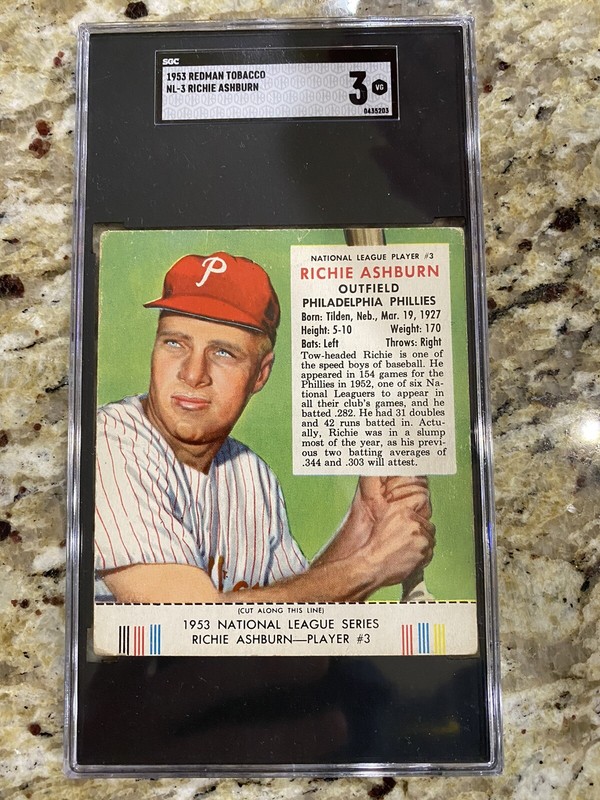 SGC
1953 REDMAN TOBACCO
NL-3 RICHIE ASHBURN
3 VG
0435203
P
NATIONAL LEAGUE PLAYER #3
RICHIE ASHBURN
OUTFIELD
PHILADELPHIA PHILLIES
Born: Tilden, Neb., Mar. 19, 1927
Height: 5-10 Weight: 170
Bats: Left Throws: Right
Tow-headed Richie is one of
the speed boys of baseball. He
appeared in 154 games for the
Phillies in 1952, one of six Na-
tional Leaguers to appear in
all their club's games, and he
batted .282. He had 31 doubles
and 42 runs batted in. Actu-
ally, Richie was in a slump
most of the year, as his previ-
ous two batting averages of
.344 and .303 will attest.
(CUT ALONG THIS LINE)
1953 NATIONAL LEAGUE SERIES
RICHIE ASHBURN—PLAYER #3